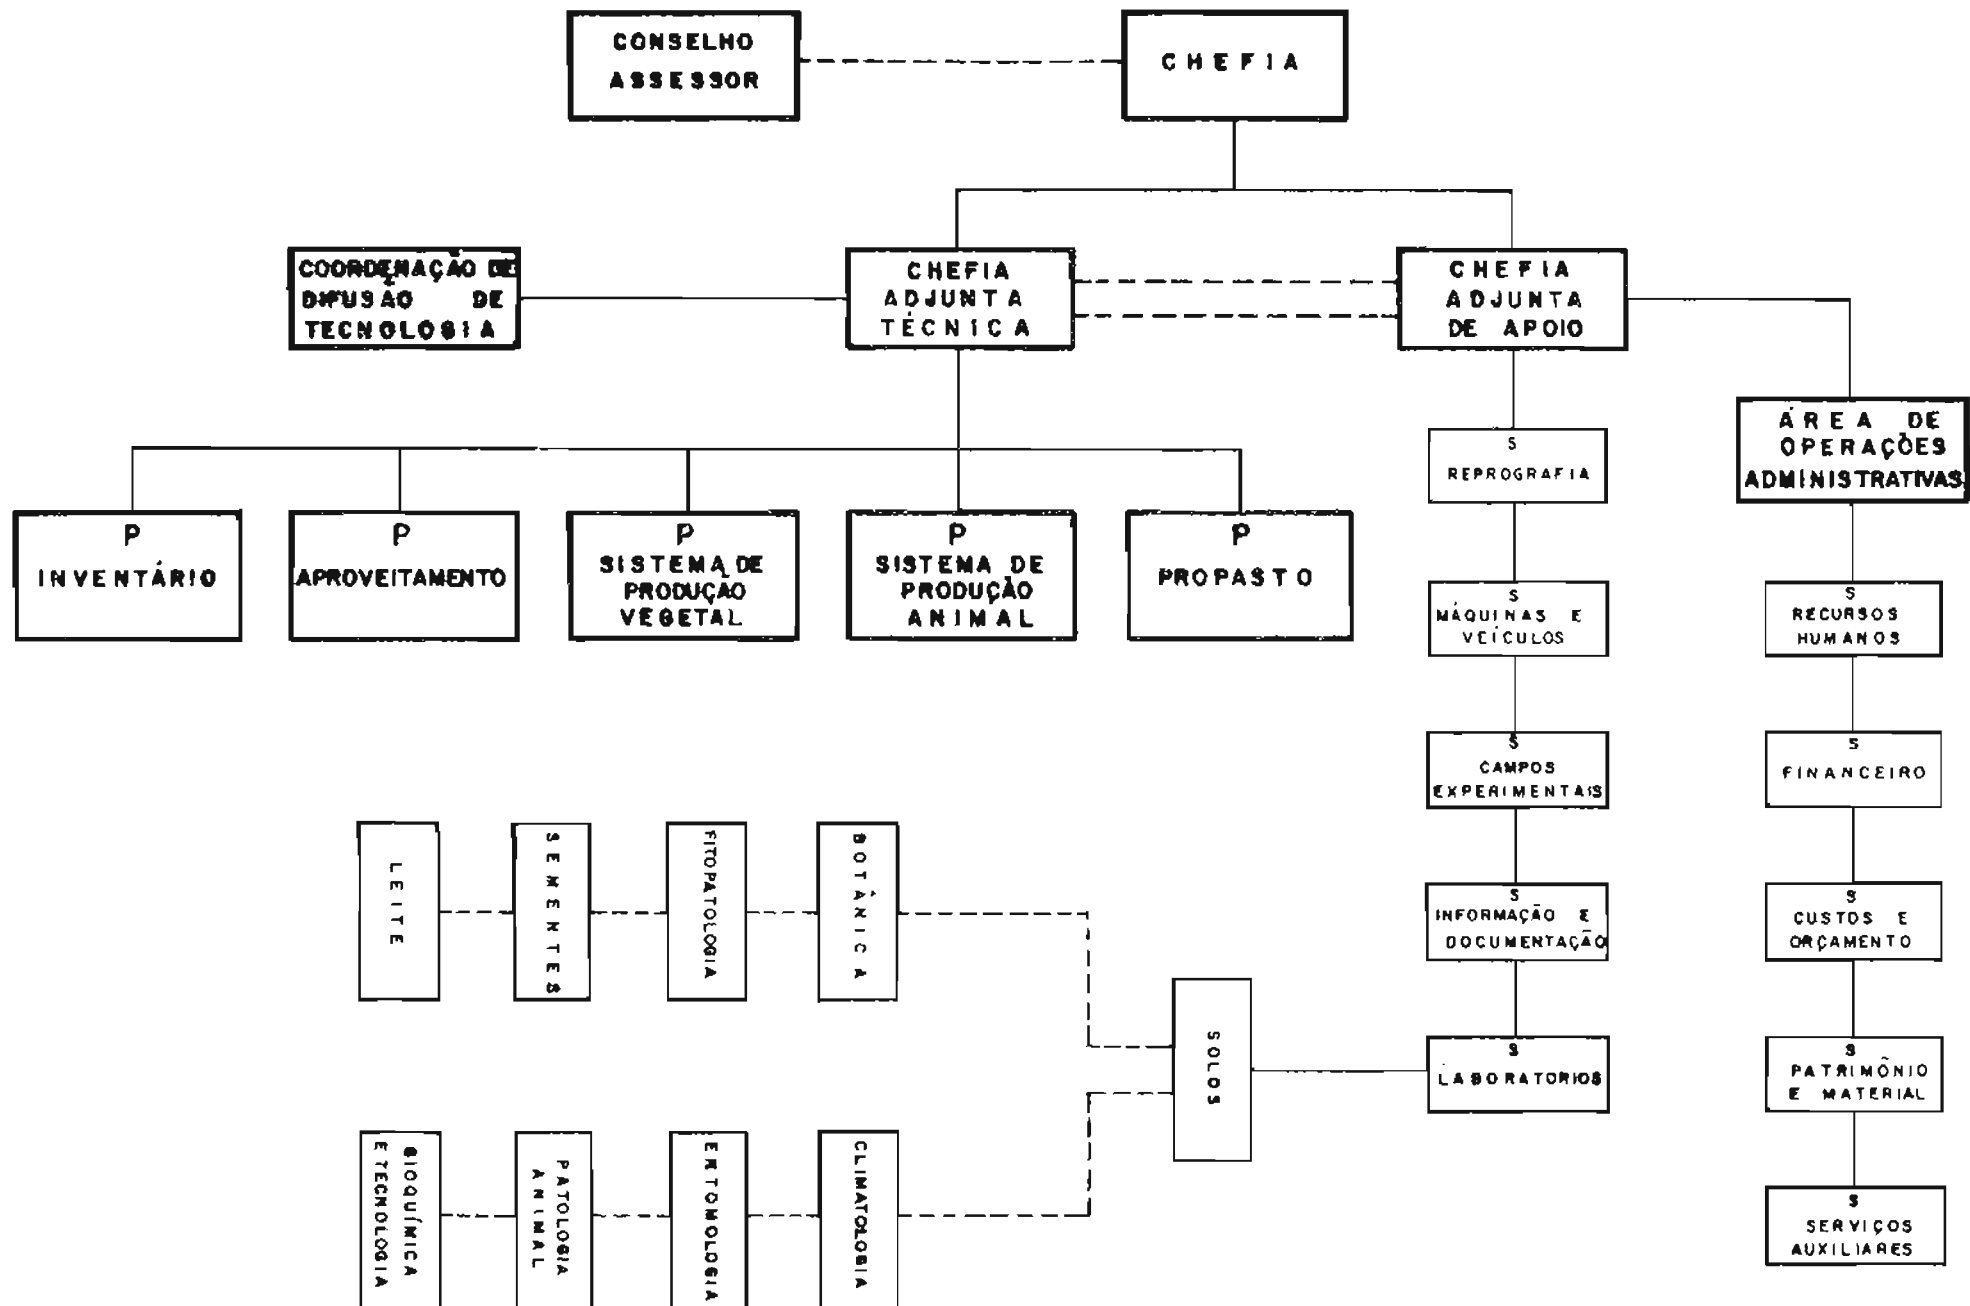 CONSELHO
ASSESSOR
CHEFIA
COORDENAÇÃO DE
DIFUSÃO DE
TECNOLOGIA
CHEFIA
ADJUNTA
TÉCNICA
CHEFIA
ADJUNTA
DE APOIO
ÁREA DE
OPERAÇÕES
ADMINISTRATIVAS
P
INVENTÁRIO
P
APROVEITAMENTO
P
SISTEMA DE
PRODUÇÃO
VEGETAL
P
SISTEMA DE
PRODUÇÃO
ANIMAL
P
PROPASTO
S
REPROGRAFIA
S
MÁQUINAS E
VEÍCULOS
S
CAMPOS
EXPERIMENTAIS
S
INFORMAÇÃO E
DOCUMENTAÇÃO
S
LABORATORIOS
S
RECURSOS
HUMANOS
S
FINANCEIRO
S
CUSTOS E
ORÇAMENTO
S
PATRIMÔNIO
E MATERIAL
S
SERVIÇOS
AUXILIARES
LEITE
SEMENTES
FITOPATOLOGIA
BOTÂNICA
SOLOS
BIOQUÍMICA
E TECNOLOGIA
PATOLOGIA
ANIMAL
ENTOMOLOGIA
CLIMATOLOGIA